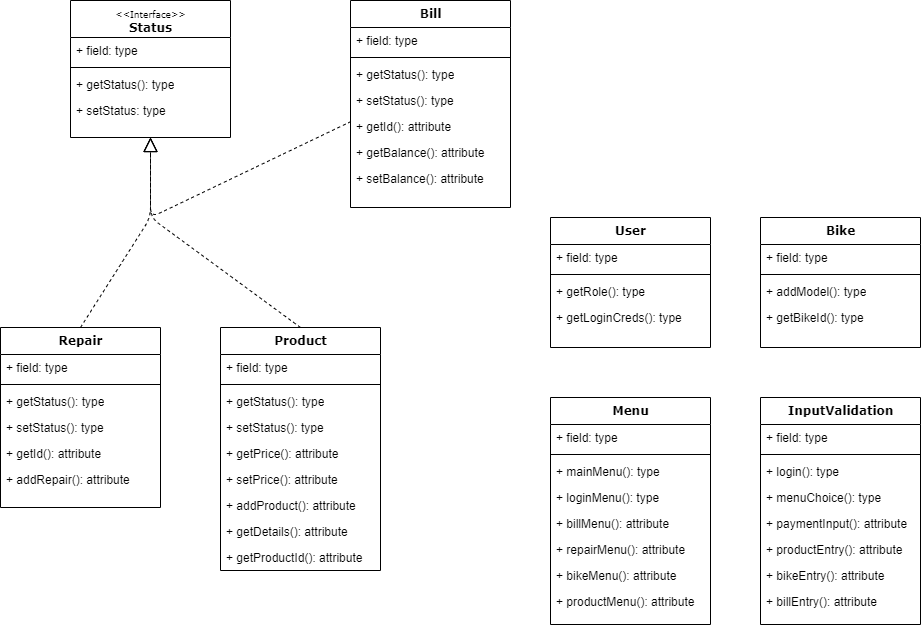 <<Interface>>
Status
+ field: type
+ getStatus(): type
+ setStatus: type
Bill
+ field: type
+ getStatus(): type
+ setStatus(): type
+ getId(): attribute
+ getBalance(): attribute
+ setBalance(): attribute
User
+ field: type
+ getRole(): type
+ getLoginCreds(): type
Bike
+ field: type
+ addModel(): type
+ getBikeId(): type
Repair
+ field: type
+ getStatus(): type
+ setStatus(): type
+ getId(): attribute
+ addRepair(): attribute
Product
+ field: type
+ getStatus(): type
+ setStatus(): type
+ getPrice(): attribute
+ setPrice(): attribute
+ addProduct(): attribute
+ getDetails(): attribute
+ getProductId(): attribute
Menu
+ field: type
+ mainMenu(): type
+ loginMenu(): type
+ billMenu(): attribute
+ repairMenu(): attribute
+ bikeMenu(): attribute
+ productMenu(): attribute
InputValidation
+ field: type
+ login(): type
+ menuChoice(): type
+ paymentInput(): attribute
+ productEntry(): attribute
+ bikeEntry(): attribute
+ billEntry(): attribute